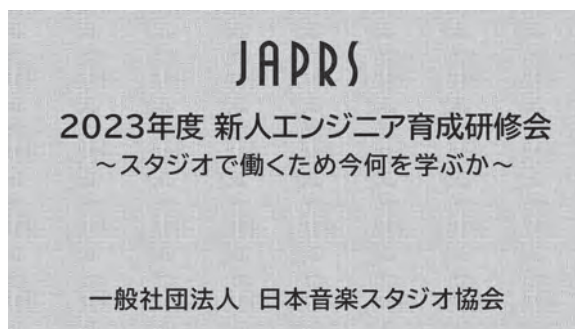 JAPRS
2023年度 新人エンジニア育成研修会
～スタジオで働くため今何を学ぶか～
一般社団法人 日本音楽スタジオ協会